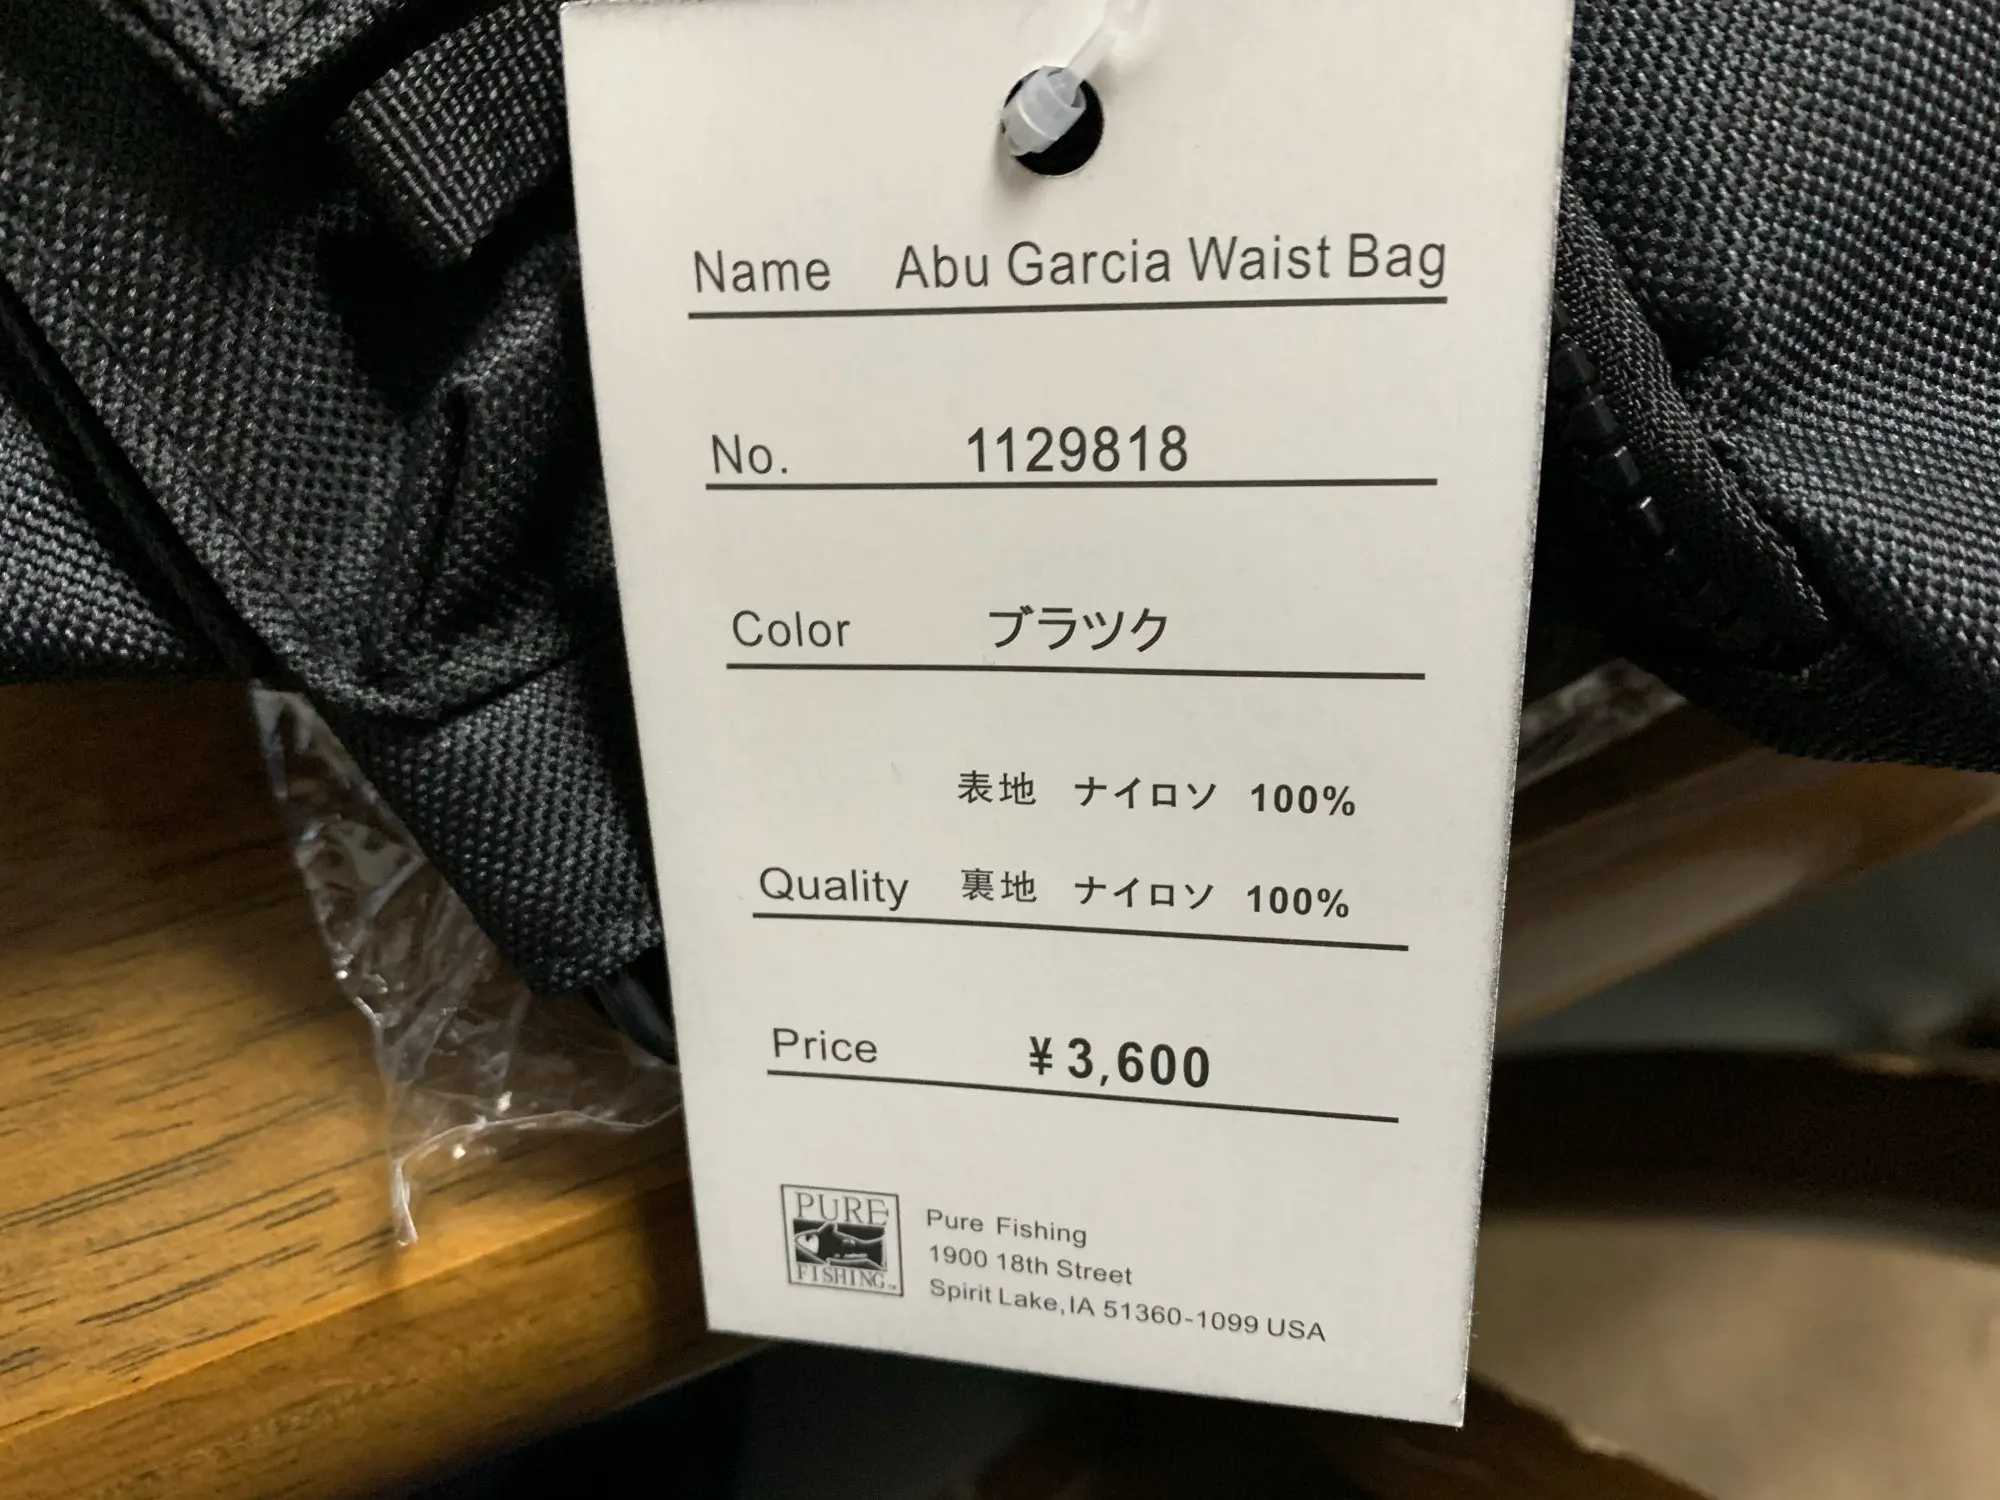 Name Abu Garcia Waist Bag
No. 1129818
Color ブラツク
表地 ナイロソ 100%
Quality 裏地 ナイロソ 100%
Price ¥3,600
PURE
FISHING™
Pure Fishing
1900 18th Street
Spirit Lake,IA 51360-1099 USA